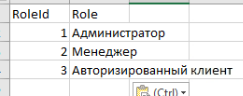 RoleId Role
1 Администратор
2 Менеджер
3 Авторизированный клиент
(Ctrl)